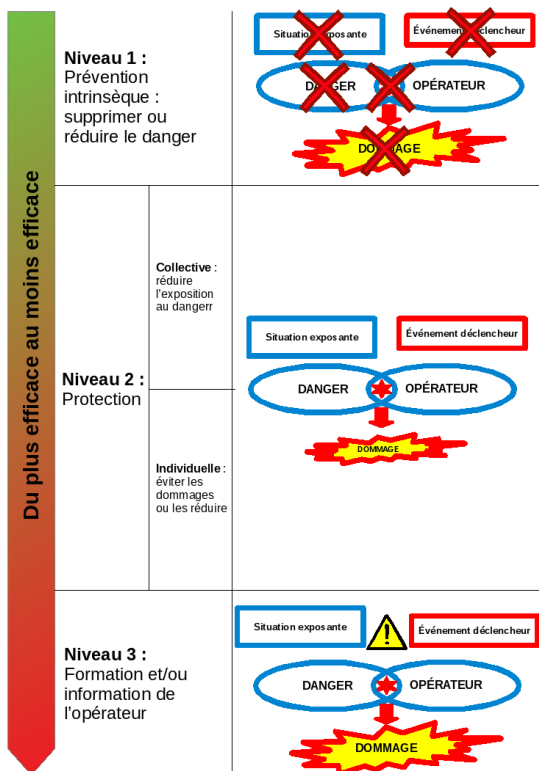 Du plus efficace au moins efficace
Niveau 1 :
Prévention
intrinsèque :
supprimer ou
réduire le danger
Situation exposante
Événement déclencheur
DANGER
OPÉRATEUR
DOMMAGE
Niveau 2 :
Protection
Collective :
réduire
l'exposition
au dangerr
Individuelle :
éviter les
dommages
ou les réduire
Situation exposante
Événement déclencheur
DANGER
OPÉRATEUR
DOMMAGE
Niveau 3 :
Formation et/ou
information de
l'opérateur
Situation exposante
Événement déclencheur
DANGER
OPÉRATEUR
DOMMAGE